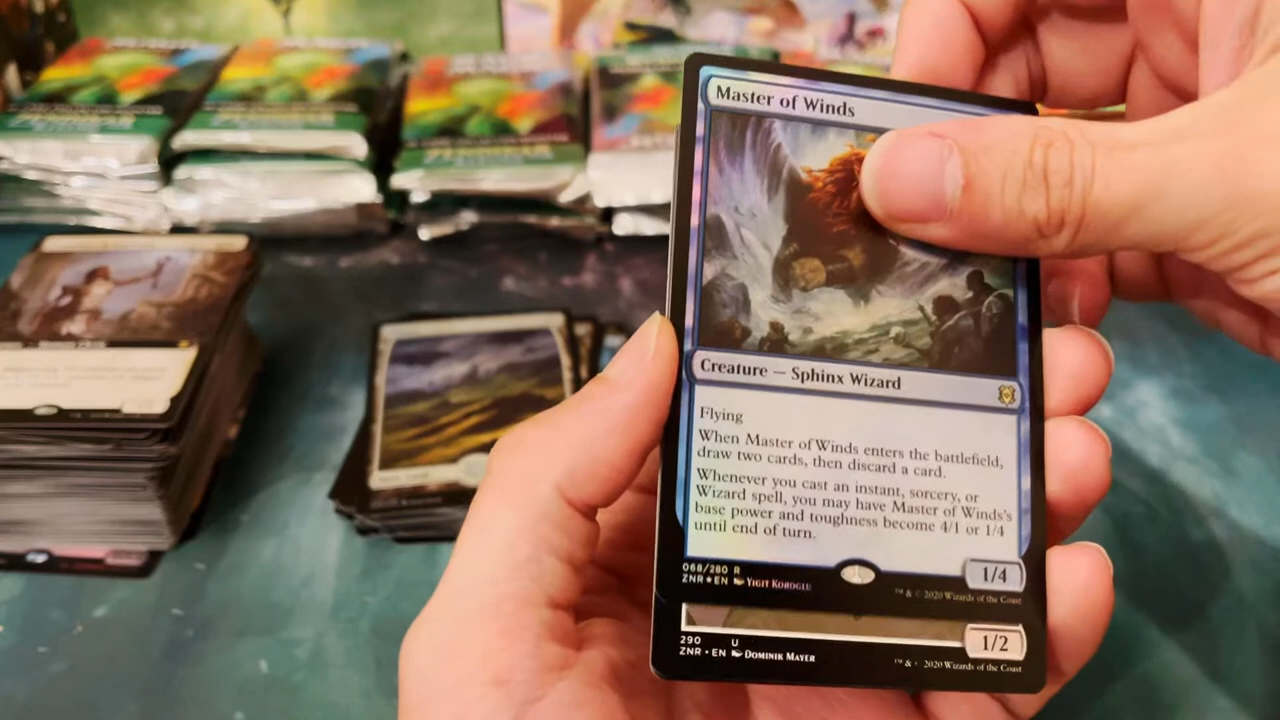 Master of Winds
Creature — Sphinx Wizard
Flying
When Master of Winds enters the battlefield,
draw two cards, then discard a card.
Whenever you cast an instant, sorcery, or
Wizard spell, you may have Master of Winds's
base power and toughness become 4/1 or 1/4
until end of turn.
1/4
068/280 R
ZNR★EN Yigit Koroglu
™ & © 2020 Wizards of the Coast
1/2
290 U
ZNR•EN Dominik Mayer
™ & 2020 Wizards of the Coast